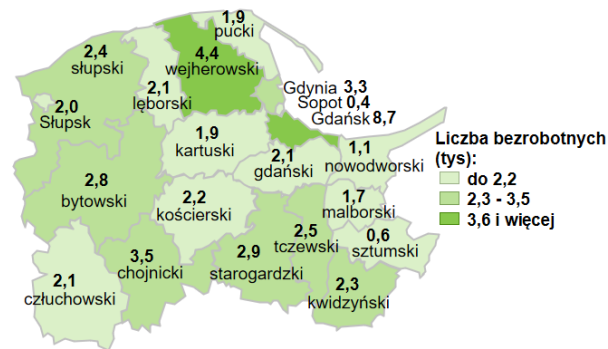 1,9
pucki
2,4
słupski
4,4
wejherowski
2,1
lęborski
Gdynia 3,3
Sopot 0,4
Gdańsk 8,7
2,0
Słupsk
1,9
kartuski
2,1
gdański
1,1
nowodworski
2,8
bytowski
2,2
kościerski
1,7
malborski
2,5
tczewski
0,6
sztumski
3,5
chojnicki
2,9
starogardzki
2,1
człuchowski
2,3
kwidzyński
Liczba bezrobotnych
(tys):
do 2,2
2,3 - 3,5
3,6 i więcej